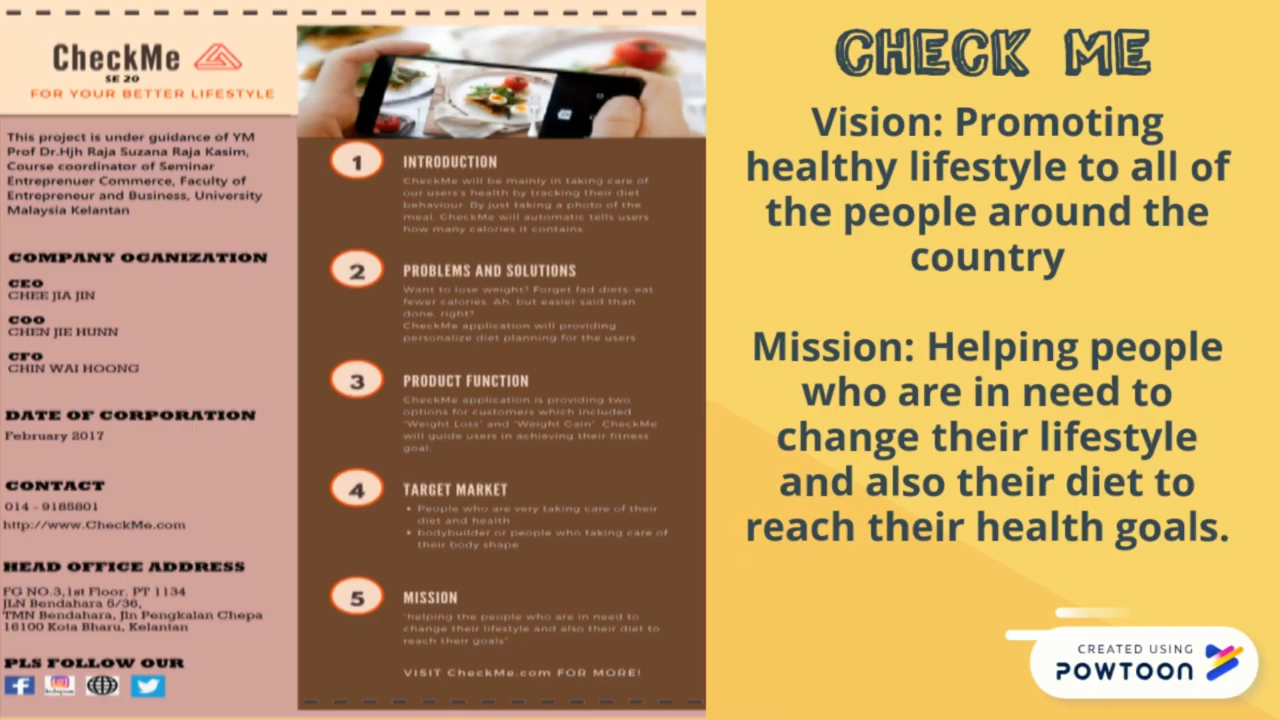 CheckMe
SE 20
FOR YOUR BETTER LIFESTYLE
This project is under guidance of YM
Prof Dr.Hjh Raja Suzana Raja Kasim,
Course coordinator of Seminar
Entreprenuer Commerce, Faculty of
Entrepreneur and Business, University
Malaysia Kelantan
COMPANY OGANIZATION
CEO
CHEE JIA JIN
COO
CHEN JIE HUNN
CFO
CHIN WAI HOONG
DATE OF CORPORATION
February 2017
CONTACT
014 - 9185801
http://www.CheckMe.com
HEAD OFFICE ADDRESS
FG NO.3,1st Floor, PT 1134
JLN Bendahara 5/36,
TMN Bendahara, Jln Pengkalan Chepa
16100 Kota Bharu, Kelantan
PLS FOLLOW OUR
1
INTRODUCTION
CheckMe will be mainly in taking care of
our users's health by tracking their diet
behaviour. By just taking a photo of the
meal. CheckMe will automatic tells users
how many calories it contains.
2
PROBLEMS AND SOLUTIONS
Want to lose weight? Forget fad diets: eat
fewer calories. Ah, but easier said than
done, right?
CheckMe application will providing
personalize diet planning for the users
3
PRODUCT FUNCTION
CheckMe application is providing two
options for customers which included
"Weight Loss" and "Weight Gain" CheckMe
will guide users in achieving their fitness
goal.
4
TARGET MARKET
• People who are very taking care of their
diet and health
• bodybuilder or people who taking care of
their body shape
5
MISSION
"helping the people who are in need to
change their lifestyle and also their diet to
reach their goals"
VISIT CheckMe.com FOR MORE!
CHECK ME
Vision: Promoting
healthy lifestyle to all of
the people around the
country
Mission: Helping people
who are in need to
change their lifestyle
and also their diet to
reach their health goals.
CREATED USING
POWTOON